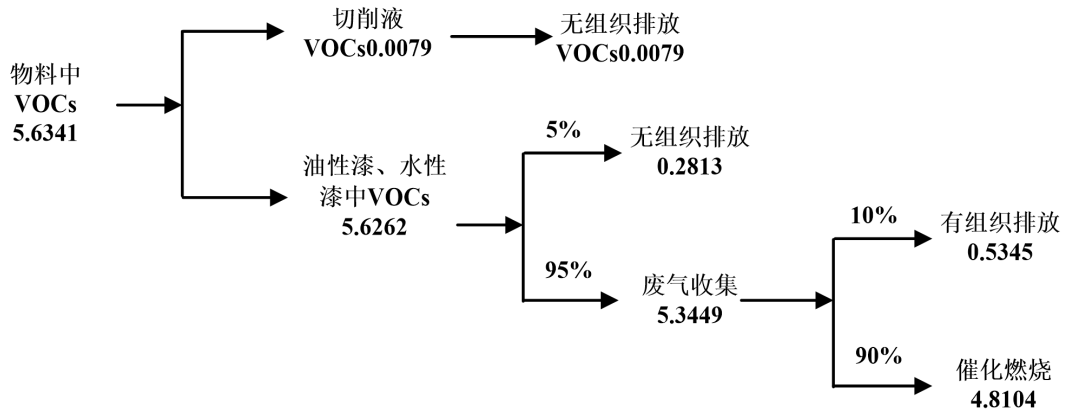 物料中
VOCs
5.6341
切削液
VOCs0.0079
无组织排放
VOCs0.0079
油性漆、水性
漆中VOCs
5.6262
5%
无组织排放
0.2813
95%
废气收集
5.3449
10%
有组织排放
0.5345
90%
催化燃烧
4.8104